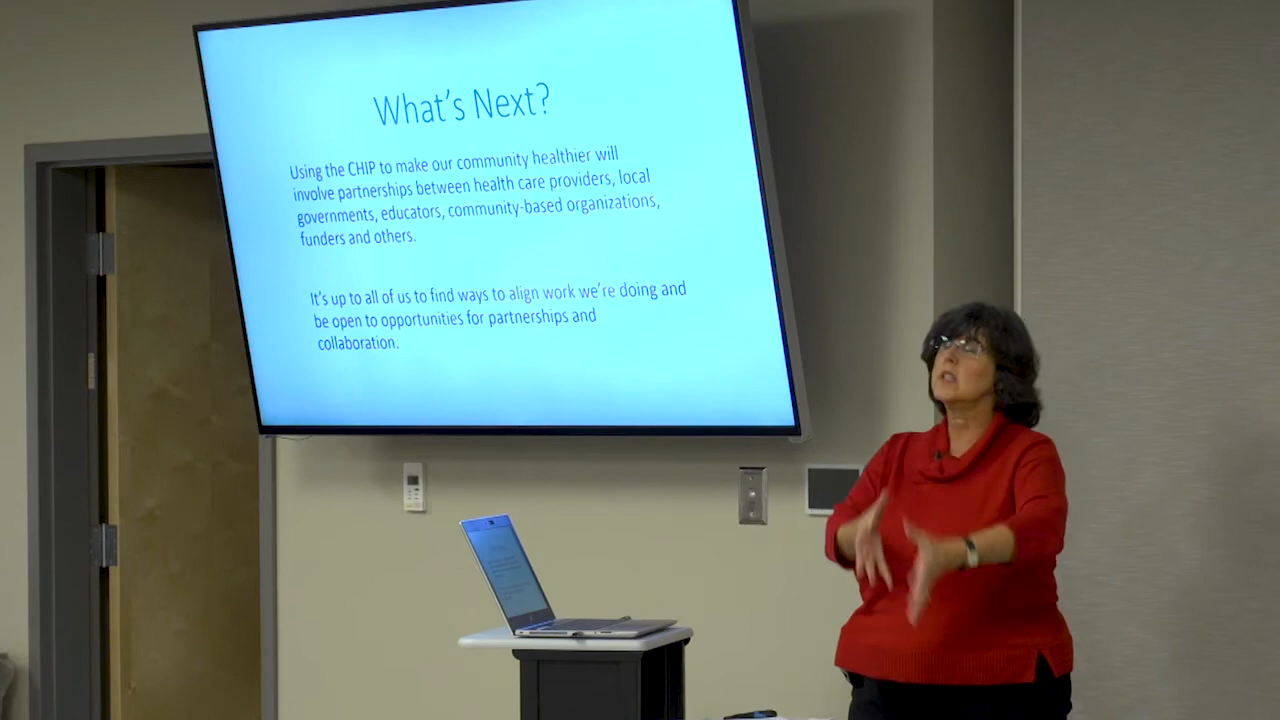 What's Next?
Using the CHIP to make our community healthier will
involve partnerships between health care providers, local
governments, educators, community-based organizations,
funders and others.
It's up to all of us to find ways to align work we're doing and
be open to opportunities for partnerships and
collaboration.